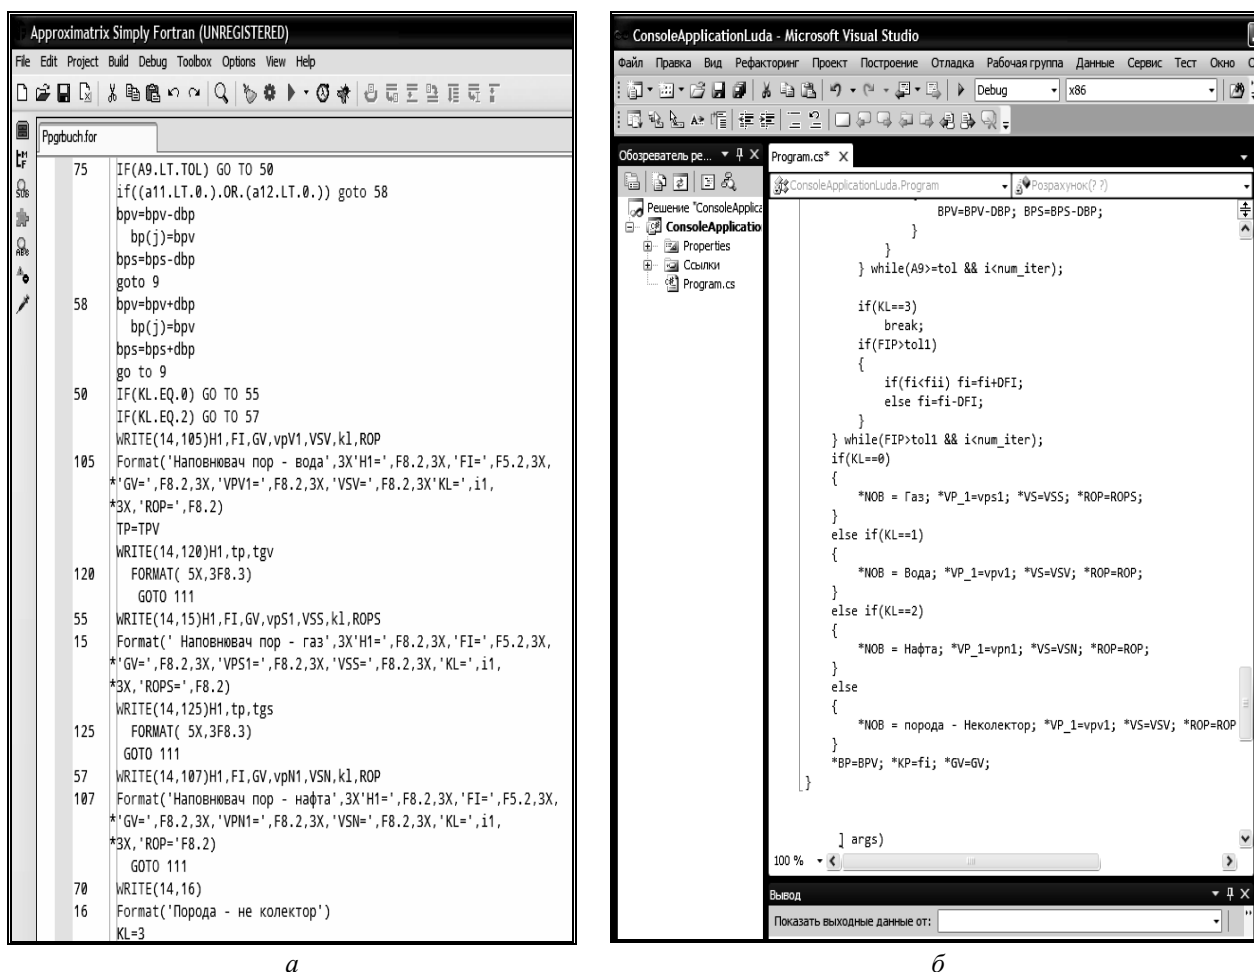 Approximatrix Simply Fortran (UNREGISTERED)
File Edit Project Build Debug Toolbox Options View Help
Ppgrbuch.for
75 IF(A9.LT.TOL) GO TO 50
if((a11.LT.0.).OR.(a12.LT.0.)) goto 58
bpv=bpv-dbp
bp(j)=bpv
bps=bps-dbp
goto 9
58 bpv=bpv+dbp
bp(j)=bpv
bps=bps+dbp
go to 9
50 IF(KL.EQ.0) GO TO 55
IF(KL.EQ.2) GO TO 57
WRITE(14,105)H1,FI,GV,vpV1,VSV,kl,ROP
105 Format('Наповнювач пор - вода',3X'H1=',F8.2,3X,'FI=',F5.2,3X,
*'GV=',F8.2,3X,'VPV1=',F8.2,3X,'VSV=',F8.2,3X'KL=',i1,
*3X,'ROP=',F8.2)
TP=TPV
WRITE(14,120)H1,tp,tgv
120 FORMAT( 5X,3F8.3)
GOTO 111
55 WRITE(14,15)H1,FI,GV,vpS1,VSS,kl,ROPS
15 Format(' Наповнювач пор - газ',3X'H1=',F8.2,3X,'FI=',F5.2,3X,
*'GV=',F8.2,3X,'VPS1=',F8.2,3X,'VSS=',F8.2,3X,'KL=',i1,
*3X,'ROPS=',F8.2)
WRITE(14,125)H1,tp,tgs
125 FORMAT( 5X,3F8.3)
GOTO 111
57 WRITE(14,107)H1,FI,GV,vpN1,VSN,kl,ROP
107 Format('Наповнювач пор - нафта',3X'H1=',F8.2,3X,'FI=',F5.2,3X,
*'GV=',F8.2,3X,'VPN1=',F8.2,3X,'VSN=',F8.2,3X,'KL=',i1,
*3X,'ROP='F8.2)
GOTO 111
70 WRITE(14,16)
16 Format('Порода - не колектор')
KL=3
а
ConsoleApplicationLuda - Microsoft Visual Studio
Файл Правка Вид Рефакторинг Проект Построение Отладка Рабочая группа Данные Сервис Тест Окно С
Debug x86
Обозреватель ре...
Program.cs*
ConsoleApplicationLuda.Program
Розрахунок(? ?)
Решение "ConsoleApplica
ConsoleApplicatio
Properties
Ссылки
Program.cs
BPV=BPV-DBP; BPS=BPS-DBP;
}
}
} while(A9>=tol && i<num_iter);
if(KL==3)
break;
if(FIP>tol1)
{
if(fi<fii) fi=fi+DFI;
else fi=fi-DFI;
}
} while(FIP>tol1 && i<num_iter);
if(KL==0)
{
*NOB = Газ; *VP_1=vps1; *VS=VSS; *ROP=ROPS;
}
else if(KL==1)
{
*NOB = Вода; *VP_1=vpv1; *VS=VSV; *ROP=ROP;
}
else if(KL==2)
{
*NOB = Нафта; *VP_1=vpn1; *VS=VSN; *ROP=ROP;
}
else
{
*NOB = порода - Неколектор; *VP_1=vpv1; *VS=VSV; *ROP=ROP
}
*BP=BPV; *KP=fi; *GV=GV;
}
] args)
100 %
Вывод
Показать выходные данные от:
б